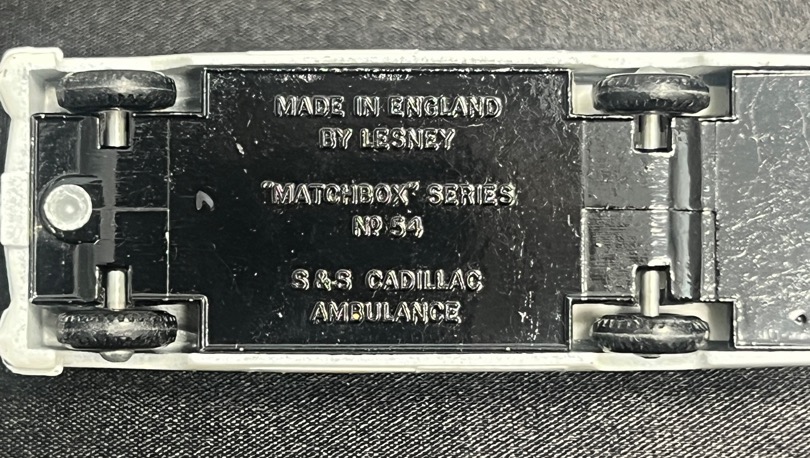 MADE IN ENGLAND
BY LESNEY
"MATCHBOX" SERIES
Nº 54
S & S CADILLAC
AMBULANCE